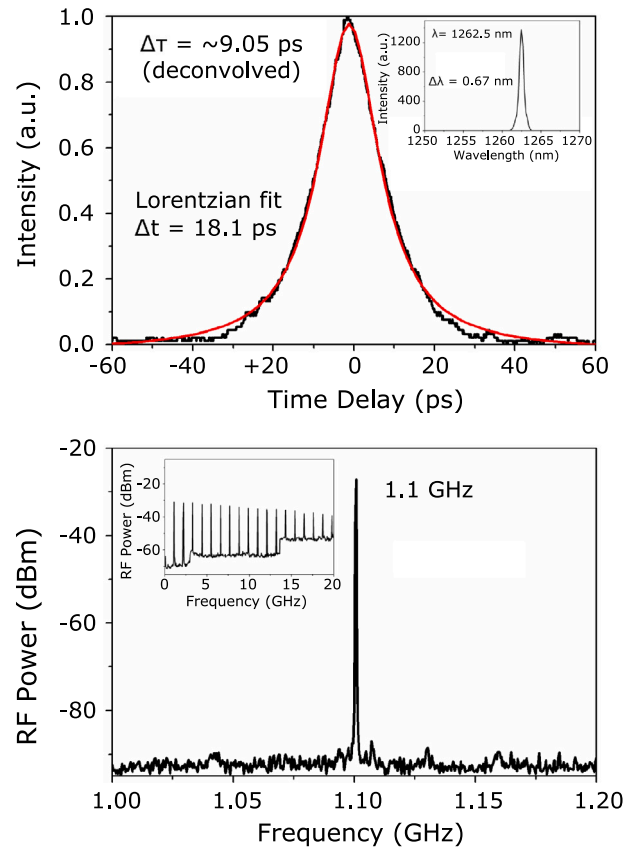 Δτ = ~9.05 ps
(deconvolved)
Lorentzian fit
Δt = 18.1 ps
Intensity (a.u.)
1.0
0.8
0.6
0.4
0.2
0.0
-60
-40
+20
0
20
40
60
Time Delay (ps)
λ= 1262.5 nm
Δλ = 0.67 nm
Intensity (a.u.)
1200
800
400
0
1250
1255
1260
1265
1270
Wavelength (nm)
1.1 GHz
RF Power (dBm)
-20
-40
-60
-80
1.00
1.05
1.10
1.15
1.20
Frequency (GHz)
RF Power (dBm)
-20
-40
-60
0
5
10
15
20
Frequency (GHz)